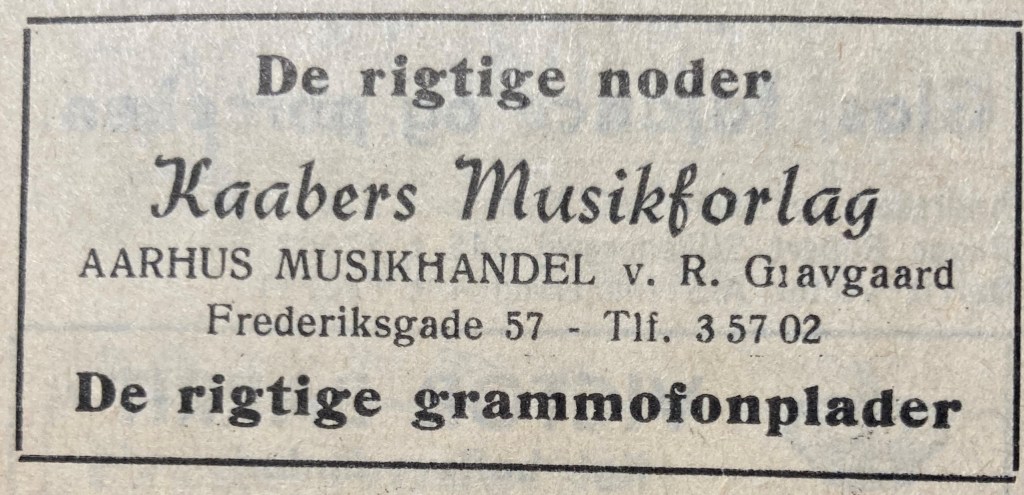 De rigtige noder
Kaabers Musikforlag
AARHUS MUSIKHANDEL v. R. Gravgaard
Frederiksgade 57 - Tlf. 3 57 02
De rigtige grammofonplader